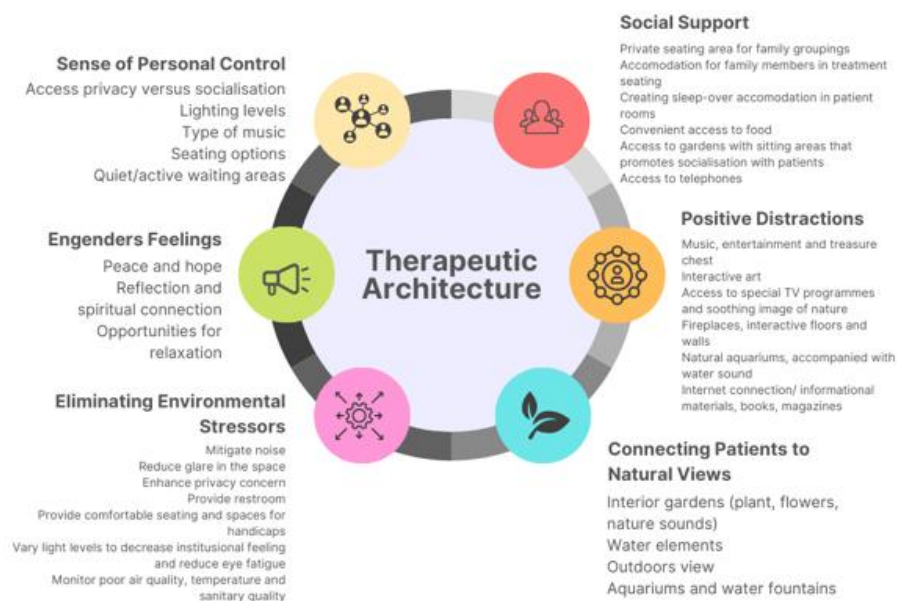 Sense of Personal Control
Access privacy versus socialisation
Lighting levels
Type of music
Seating options
Quiet/active waiting areas
Engenders Feelings
Peace and hope
Reflection and
spiritual connection
Opportunities for
relaxation
Eliminating Environmental
Stressors
Mitigate noise
Reduce glare in the space
Enhance privacy concern
Provide restroom
Provide comfortable seating and spaces for
handicaps
Vary light levels to decrease institusional feeling
and reduce eye fatigue
Monitor poor air quality, temperature and
sanitary quality
Therapeutic
Architecture
Social Support
Private seating area for family groupings
Accomodation for family members in treatment
seating
Creating sleep-over accomodation in patient
rooms
Convenient access to food
Access to gardens with sitting areas that
promotes socialisation with patients
Access to telephones
Positive Distractions
Music, entertainment and treasure
chest
Interactive art
Access to special TV programmes
and soothing image of nature
Fireplaces, interactive floors and
walls
Natural aquariums, accompanied with
water sound
Internet connection/ informational
materials, books, magazines
Connecting Patients to
Natural Views
Interior gardens (plant, flowers,
nature sounds)
Water elements
Outdoors view
Aquariums and water fountains